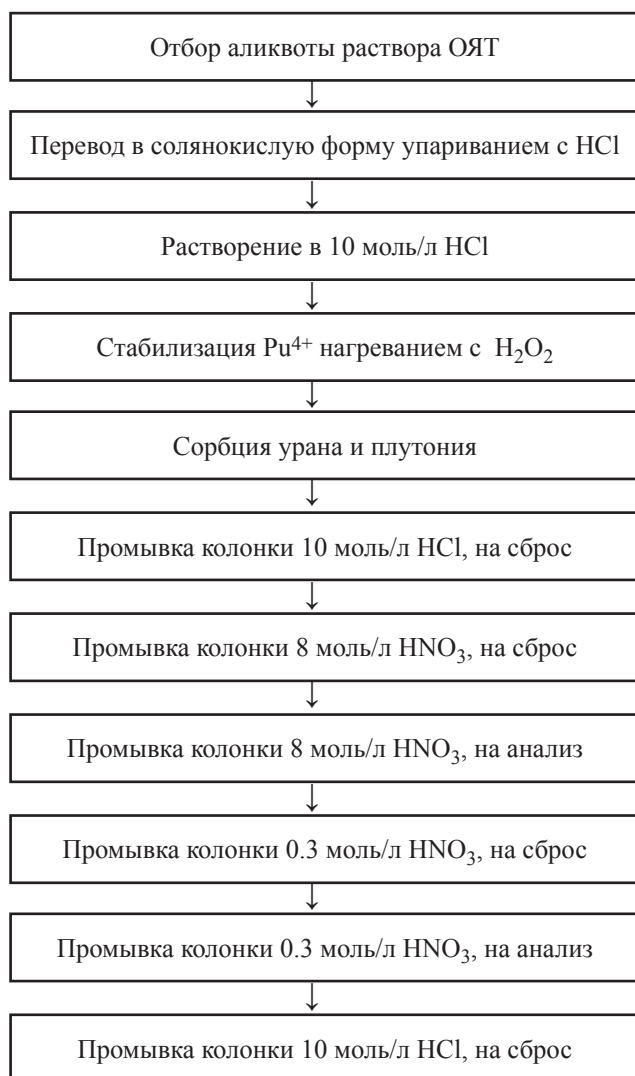 Отбор аликвоты раствора ОЯТ
↓
Перевод в солянокислую форму упариванием с HCl
↓
Растворение в 10 моль/л HCl
↓
Стабилизация Pu⁴⁺ нагреванием с H₂O₂
↓
Сорбция урана и плутония
↓
Промывка колонки 10 моль/л HCl, на сброс
↓
Промывка колонки 8 моль/л HNO₃, на сброс
↓
Промывка колонки 8 моль/л HNO₃, на анализ
↓
Промывка колонки 0.3 моль/л HNO₃, на сброс
↓
Промывка колонки 0.3 моль/л HNO₃, на анализ
↓
Промывка колонки 10 моль/л HCl, на сброс